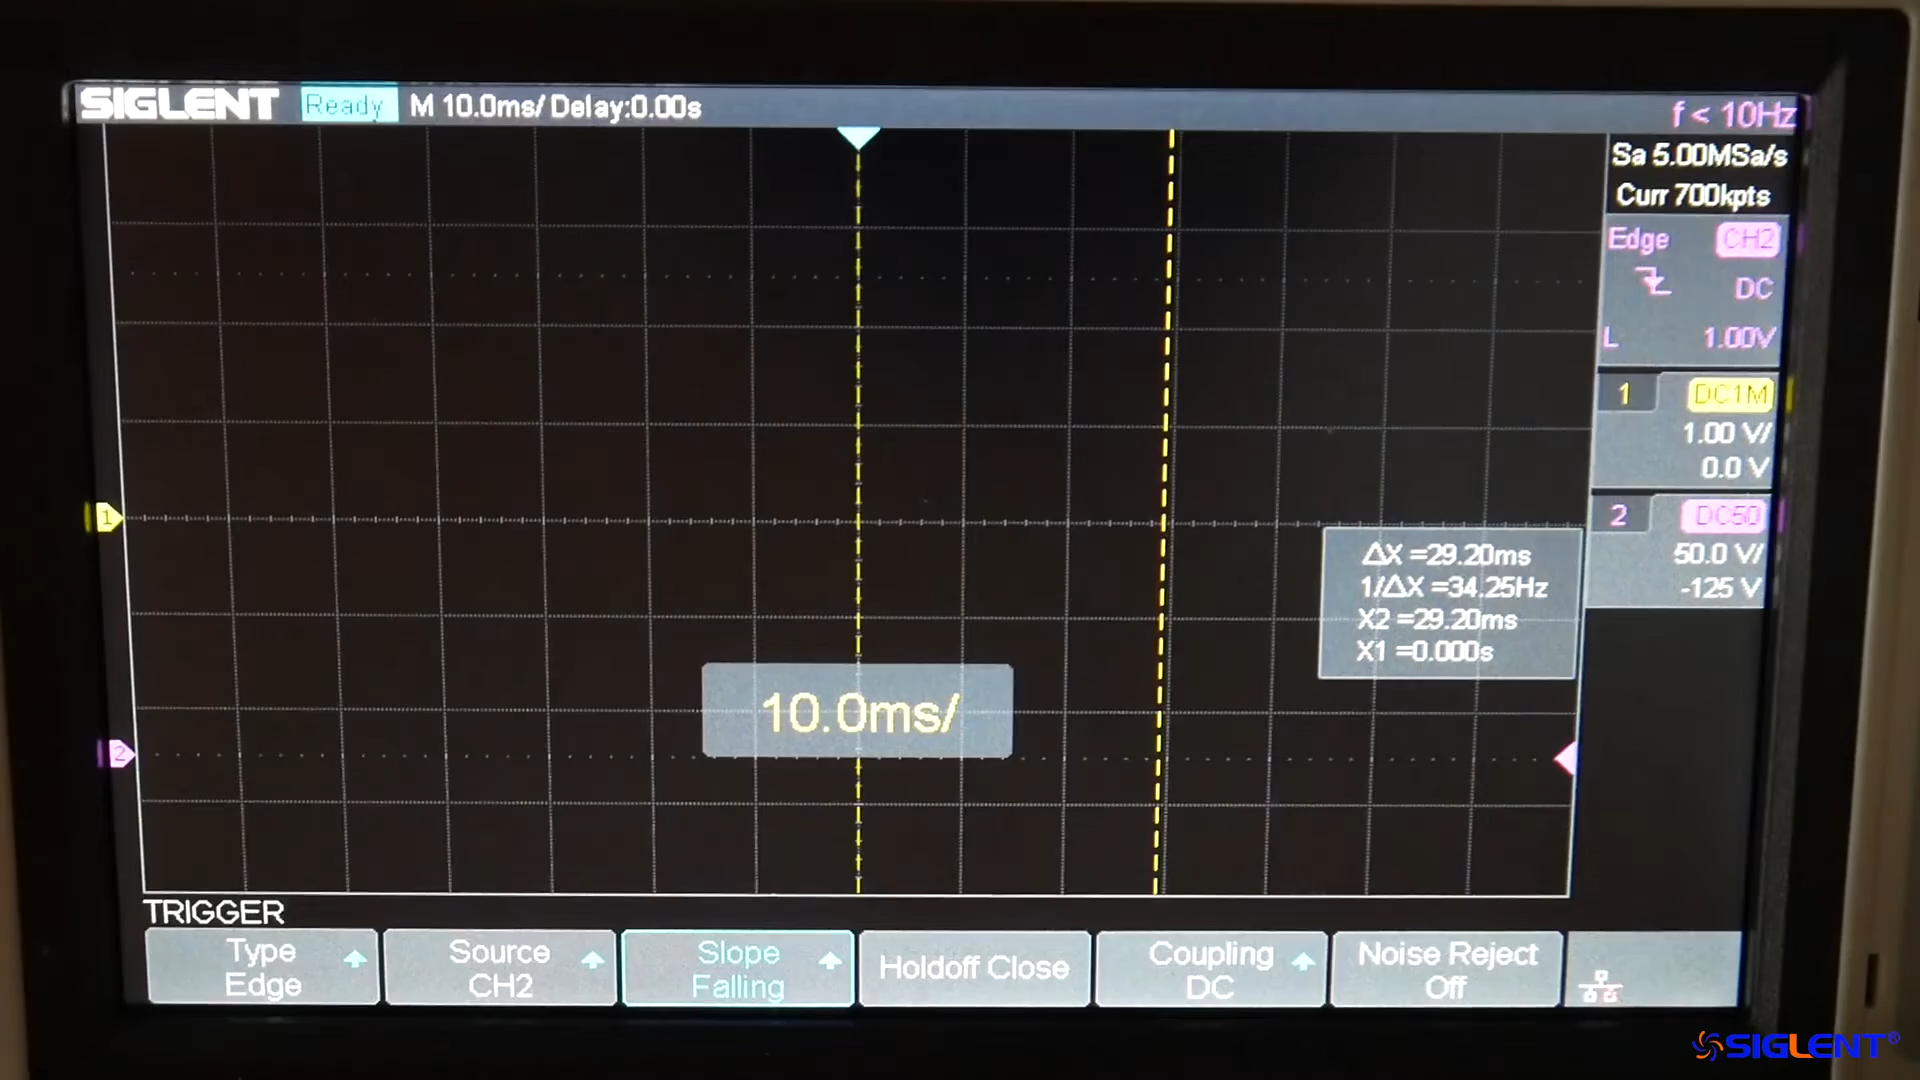 SIGLENT Ready M 10.0ms/ Delay:0.00s
f < 10Hz
Sa 5.00MSa/s
Curr 700kpts
Edge CH2
DC
L 1.00V
1 DC1M
1.00 V/
0.0 V
2 DC50
50.0 V/
-125 V
1
ΔX =29.20ms
1/ΔX =34.25Hz
X2 =29.20ms
X1 =0.000s
10.0ms/
2
TRIGGER
Type
Edge
Source
CH2
Slope
Falling
Holdoff Close
Coupling
DC
Noise Reject
Off
SIGLENT®